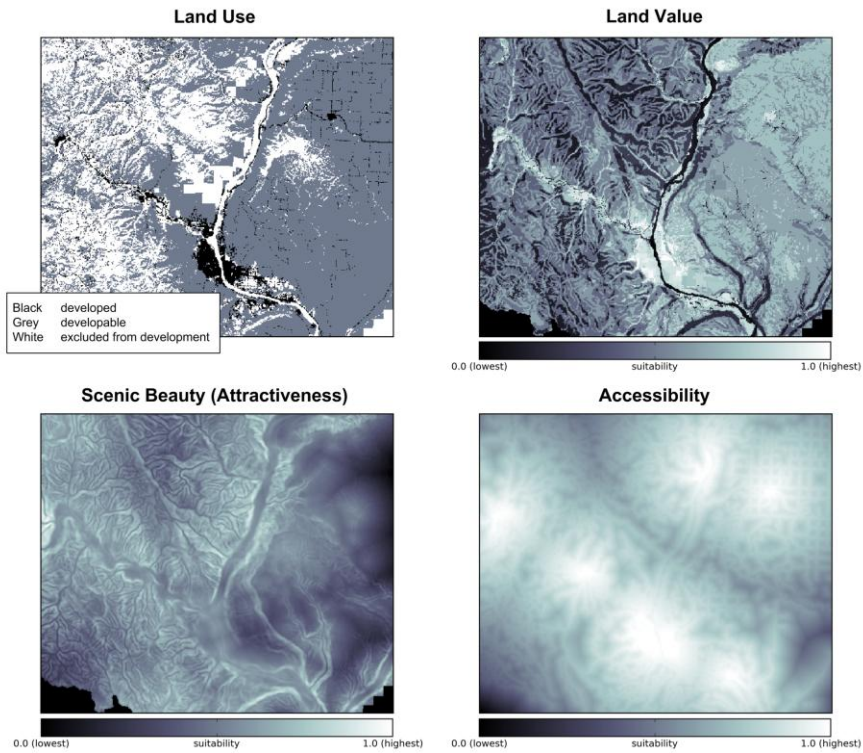 Land Use
Land Value
Black developed
Grey developable
White excluded from development
0.0 (lowest) suitability 1.0 (highest)
Scenic Beauty (Attractiveness)
Accessibility
0.0 (lowest) suitability 1.0 (highest)
0.0 (lowest) suitability 1.0 (highest)